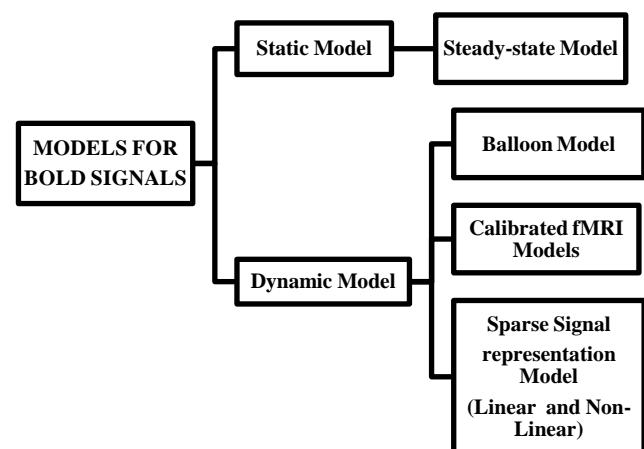 MODELS FOR
BOLD SIGNALS
Static Model
Steady-state Model
Dynamic Model
Balloon Model
Calibrated fMRI
Models
Sparse Signal
representation
Model
(Linear and Non-
Linear)